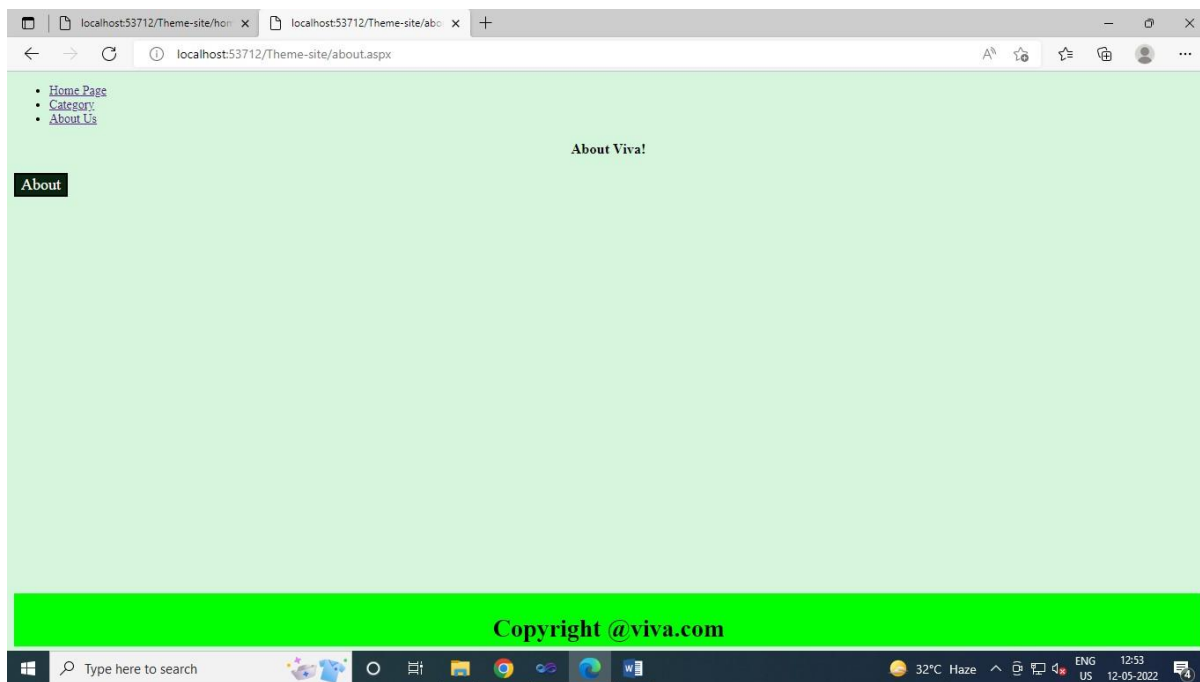 localhost:53712/Theme-site/hom
localhost:53712/Theme-site/abo
localhost:53712/Theme-site/about.aspx
Home Page
Category
About Us
About Viva!
About
Copyright @viva.com
Type here to search
32°C Haze
ENG
US
12:53
12-05-2022
4